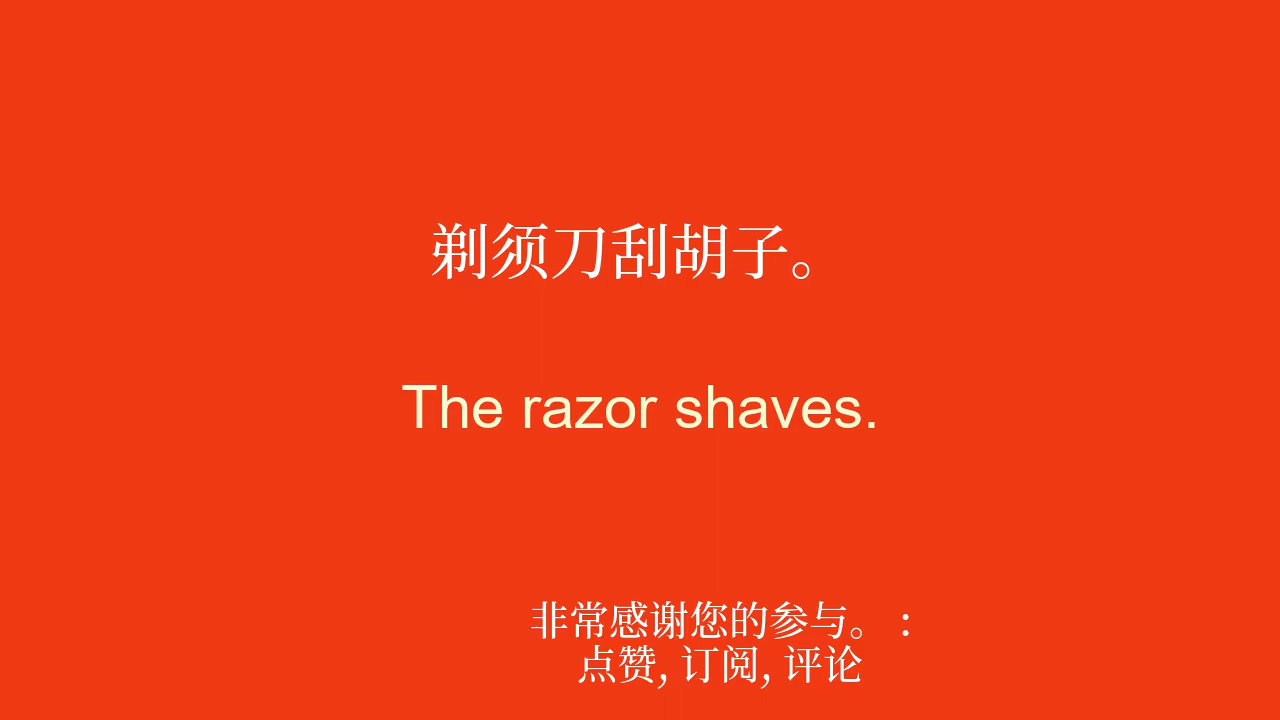 剃须刀刮胡子。
The razor shaves.
非常感谢您的参与。 :
点赞, 订阅, 评论